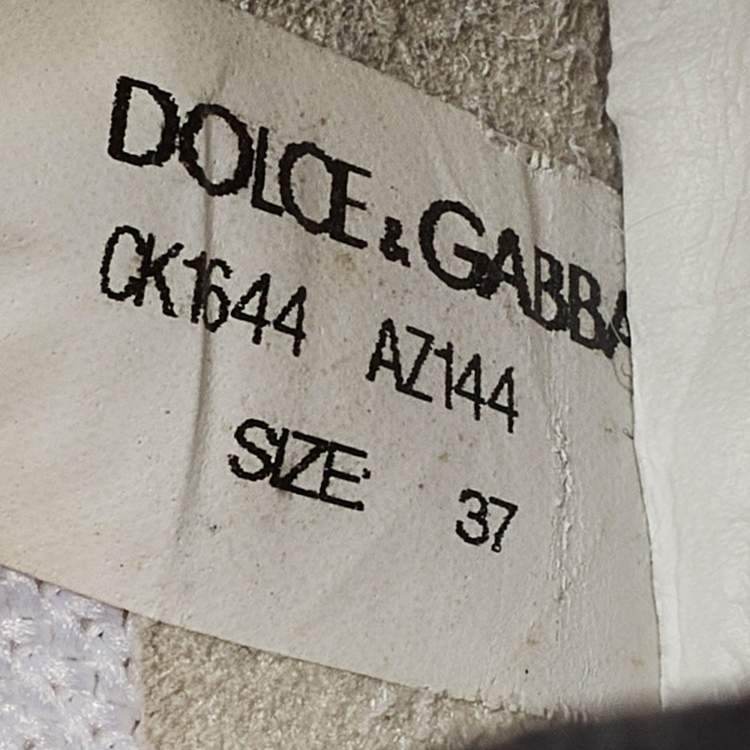 DOLCE & GABBA
CK1644 AZ144
SIZE: 37